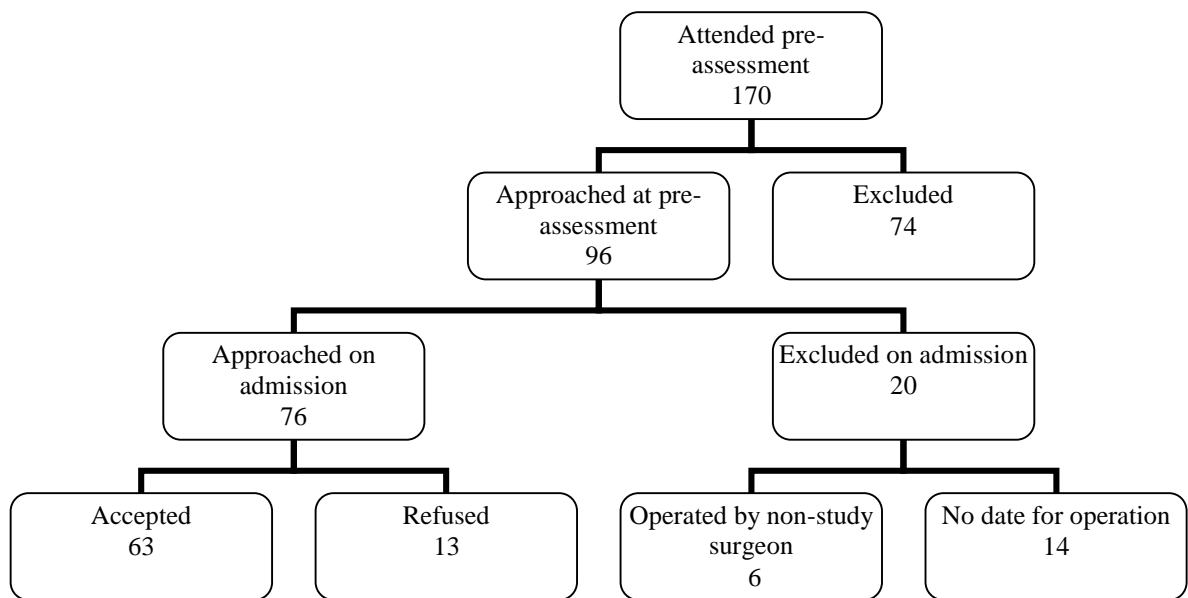 Attended pre-
assessment
170
Approached at pre-
assessment
96
Excluded
74
Approached on
admission
76
Excluded on admission
20
Accepted
63
Refused
13
Operated by non-study
surgeon
6
No date for operation
14